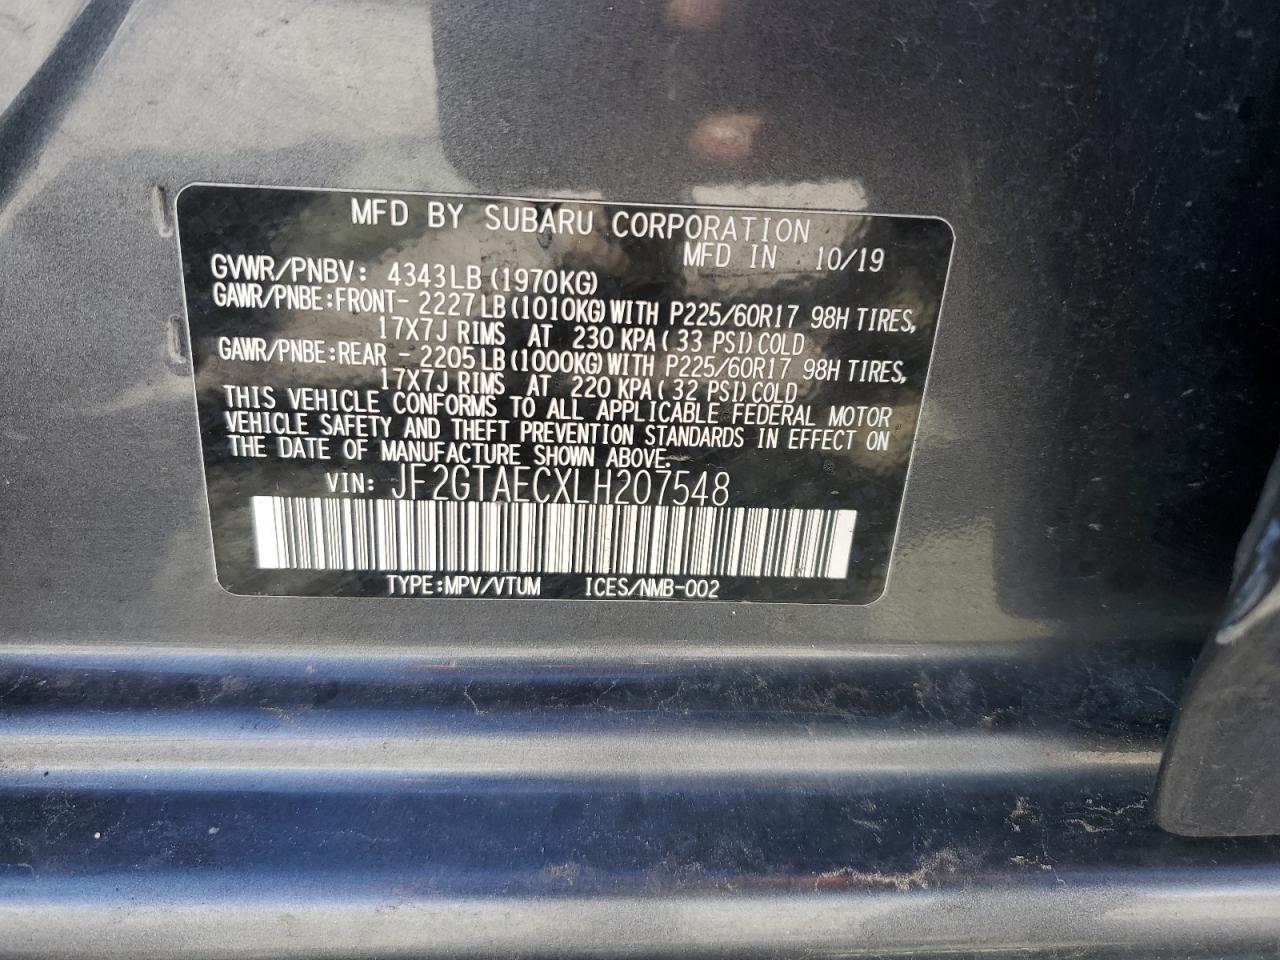 MFD BY SUBARU CORPORATION
MFD IN 10/19
GVWR/PNBV: 4343LB (1970KG)
GAWR/PNBE:FRONT- 2227LB(1010KG)WITH P225/60R17 98H TIRES,
17X7J RIMS AT 230 KPA( 33 PSI)COLD
GAWR/PNBE:REAR - 2205LB(1000KG)WITH P225/60R17 98H TIRES,
17X7J RIMS AT 220 KPA( 32 PSI)COLD
THIS VEHICLE CONFORMS TO ALL APPLICABLE FEDERAL MOTOR
VEHICLE SAFETY AND THEFT PREVENTION STANDARDS IN EFFECT ON
THE DATE OF MANUFACTURE SHOWN ABOVE.
VIN: JF2GTAECXLH207548
TYPE:MPV/VTUM ICES/NMB-002